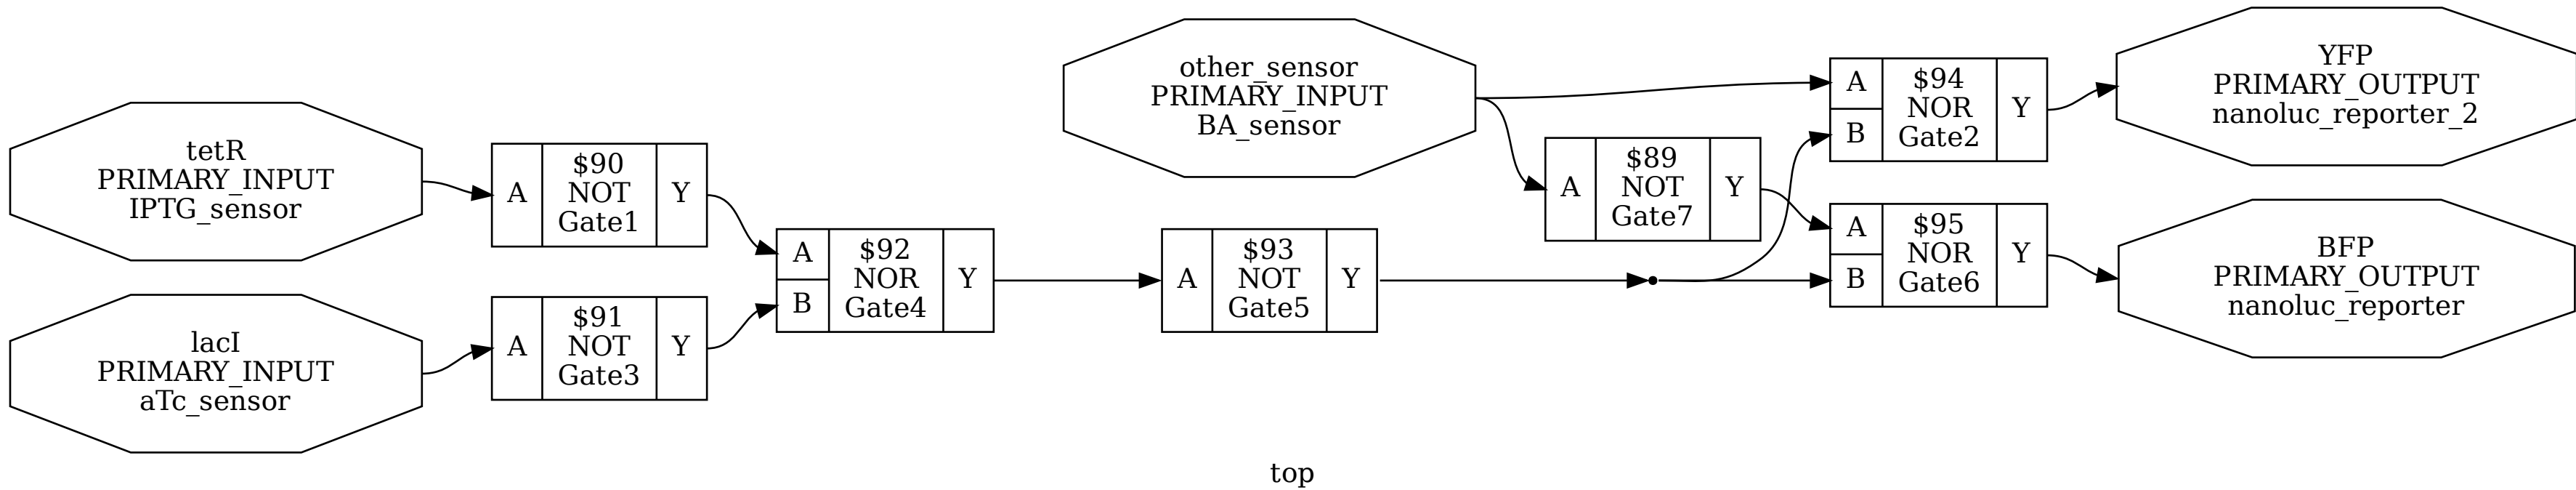 tetR
PRIMARY_INPUT
IPTG_sensor
lacI
PRIMARY_INPUT
aTc_sensor
A
$90
NOT
Gate1
Y
A
$91
NOT
Gate3
Y
A
B
$92
NOR
Gate4
Y
other_sensor
PRIMARY_INPUT
BA_sensor
A
$93
NOT
Gate5
Y
A
$89
NOT
Gate7
Y
A
B
$94
NOR
Gate2
Y
A
B
$95
NOR
Gate6
Y
YFP
PRIMARY_OUTPUT
nanoluc_reporter_2
BFP
PRIMARY_OUTPUT
nanoluc_reporter
top